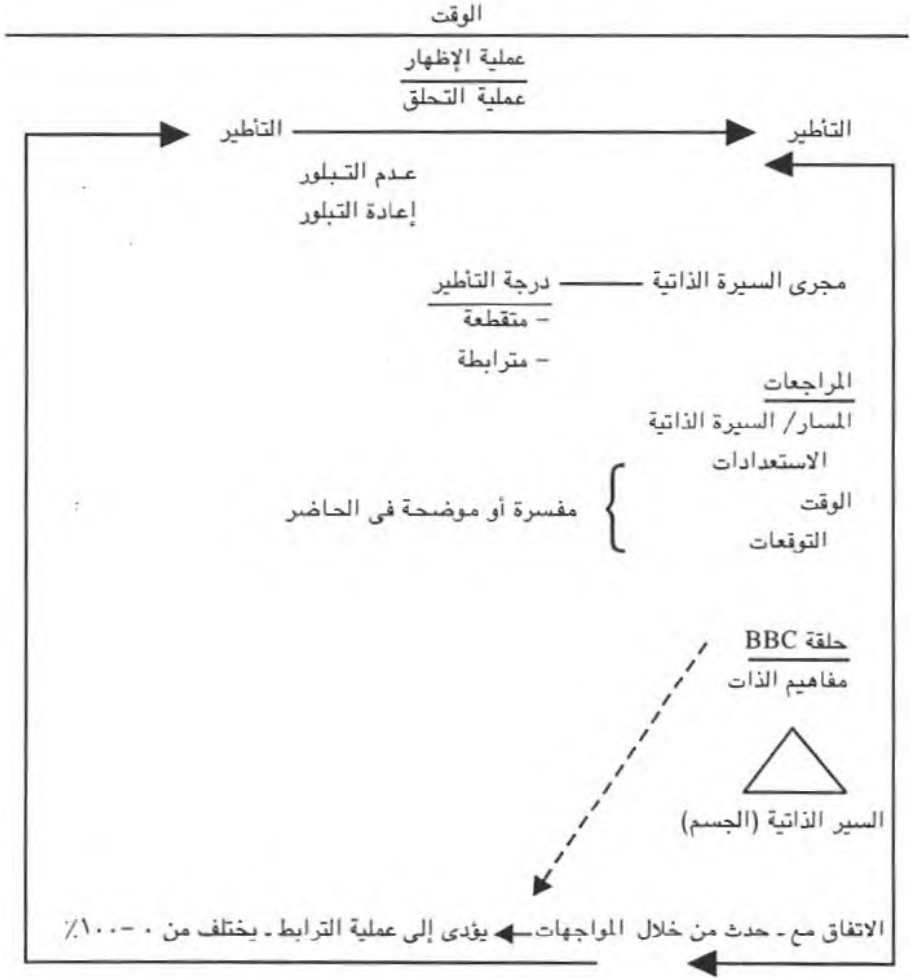 الوقت
عملية الإظهار
عملية التحلق
التأطير
التأطير
عدم التبلور
إعادة التبلور
مجرى السيرة الذاتية
درجة التأطير
– متقطعة
– مترابطة
المراجعات
المسار/ السيرة الذاتية
الاستعدادات
الوقت
مفسرة أو موضحة فى الحاضر
التوقعات
حلقة BBC
مفاهيم الذات
السير الذاتية (الجسم)
الاتفاق مع ـ حدث من خلال المواجهات يؤدى إلى عملية الترابط ـ يختلف من ٠ –١٠٠٪